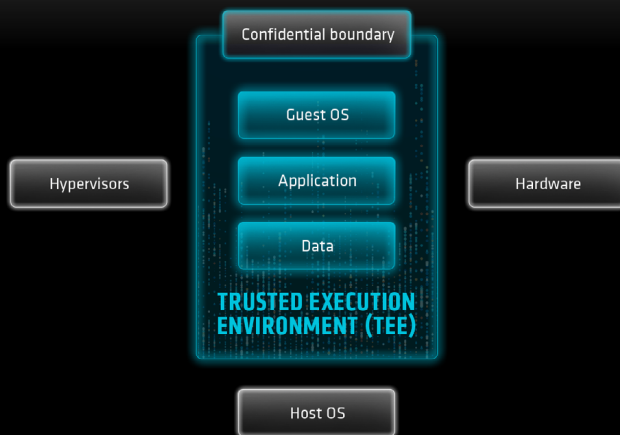 Confidential boundary
Guest OS
Hypervisors
Application
Hardware
Data
TRUSTED EXECUTION
ENVIRONMENT (TEE)
Host OS